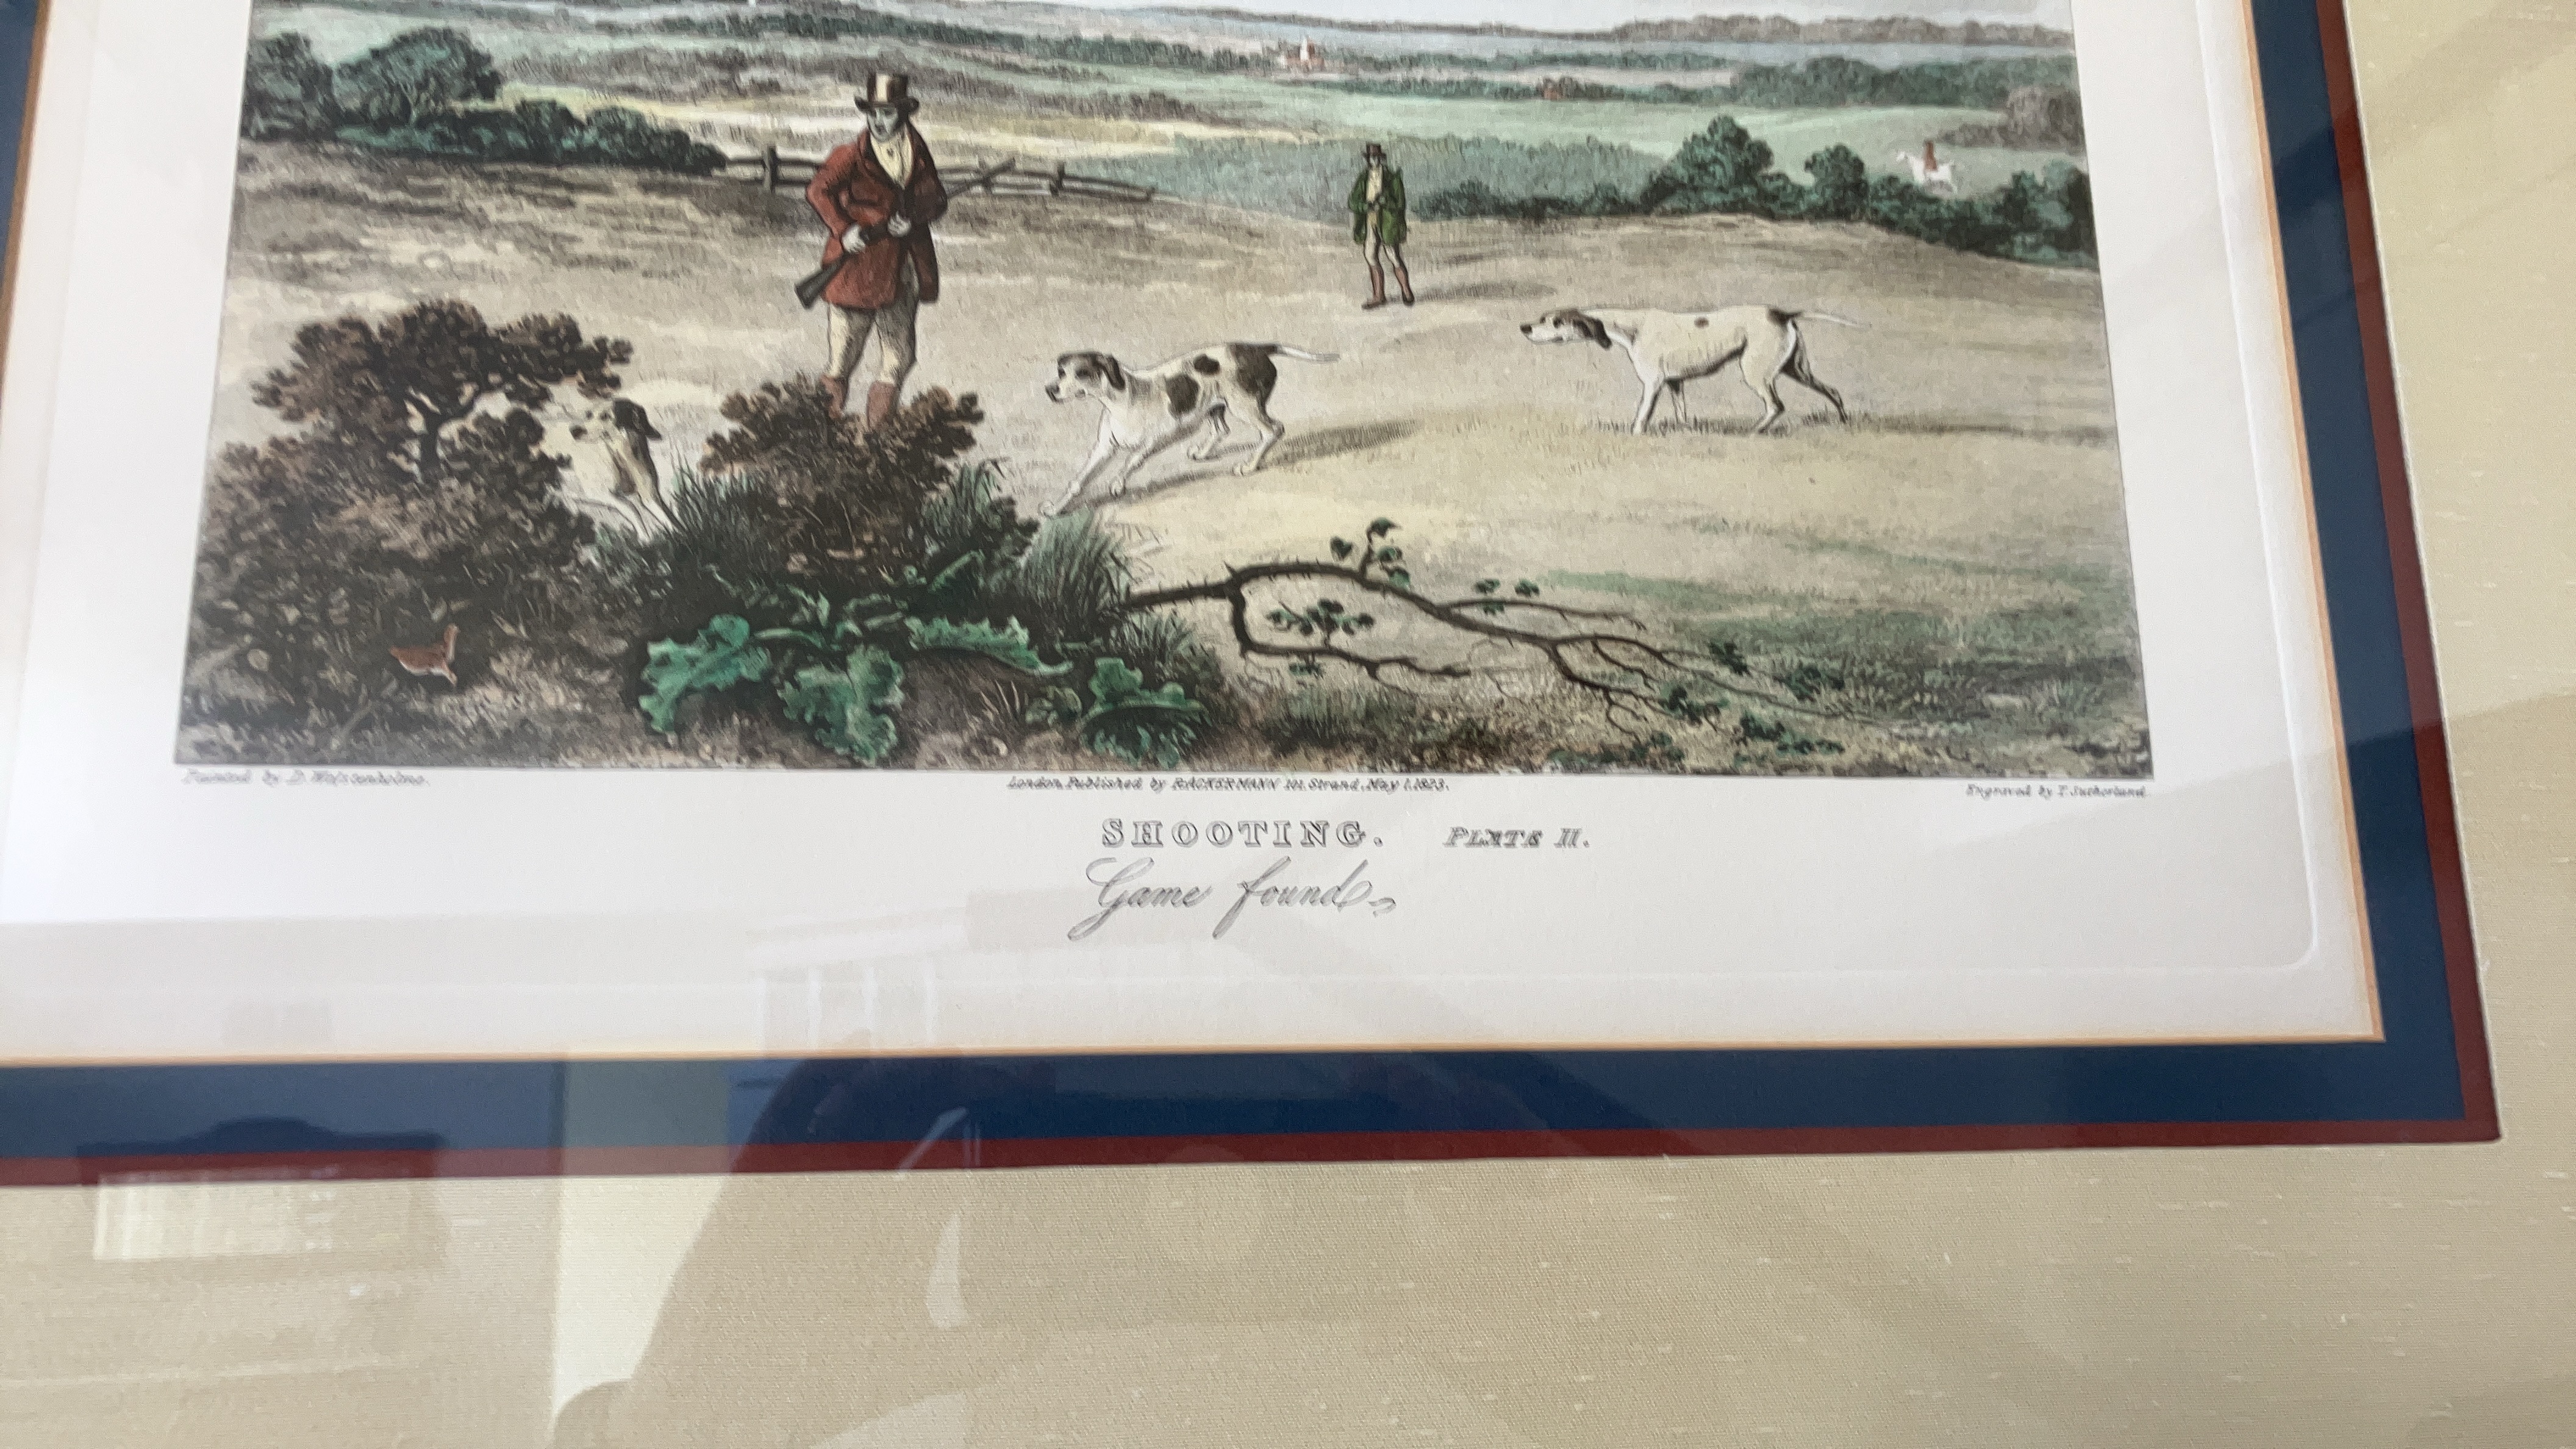 Painted by D. Wolstenholme.
London, Published by R. ACKERMANN 101, Strand, May 1, 1823.
Engraved by T. Sutherland
SHOOTING. PLATE II.
Game found